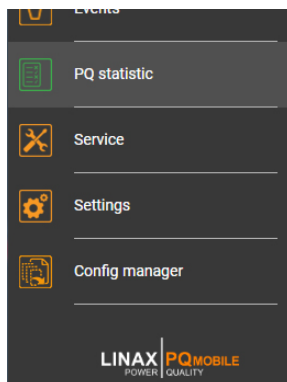 Events
PQ statistic
Service
Settings
Config manager
LINAX PQMOBILE
POWER QUALITY